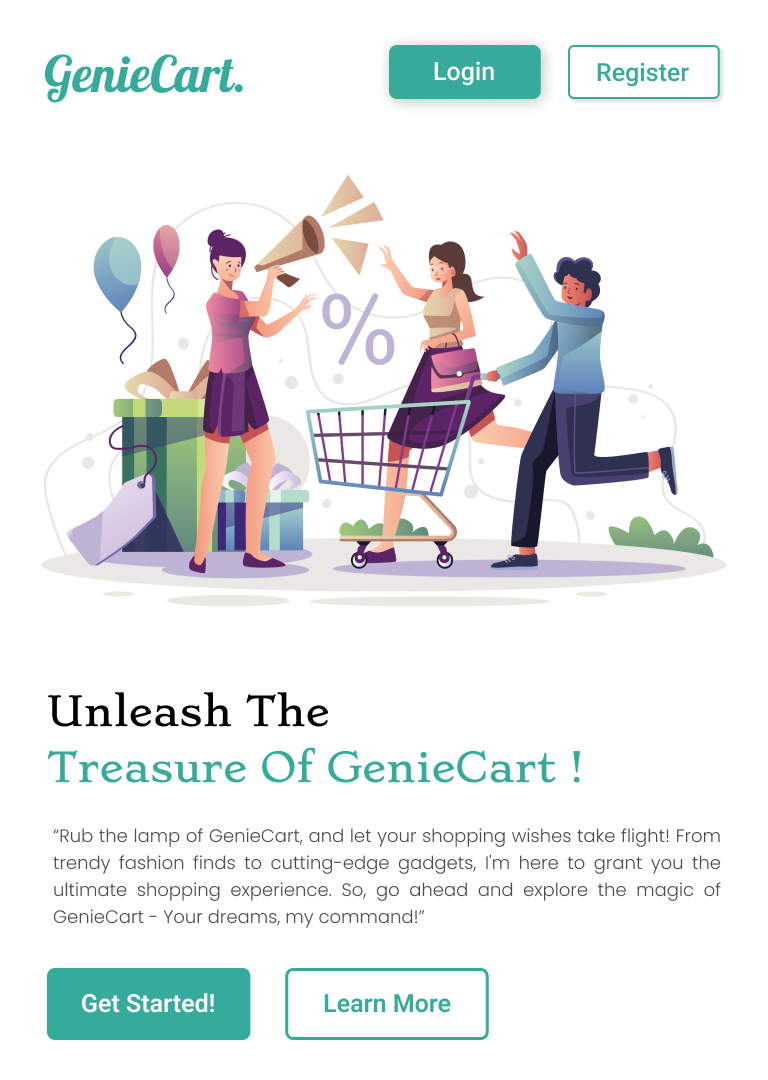 GenieCart.
Login
Register
%
Unleash The
Treasure Of GenieCart !
“Rub the lamp of GenieCart, and let your shopping wishes take flight! From
trendy fashion finds to cutting-edge gadgets, I'm here to grant you the
ultimate shopping experience. So, go ahead and explore the magic of
GenieCart - Your dreams, my command!”
Get Started!
Learn More